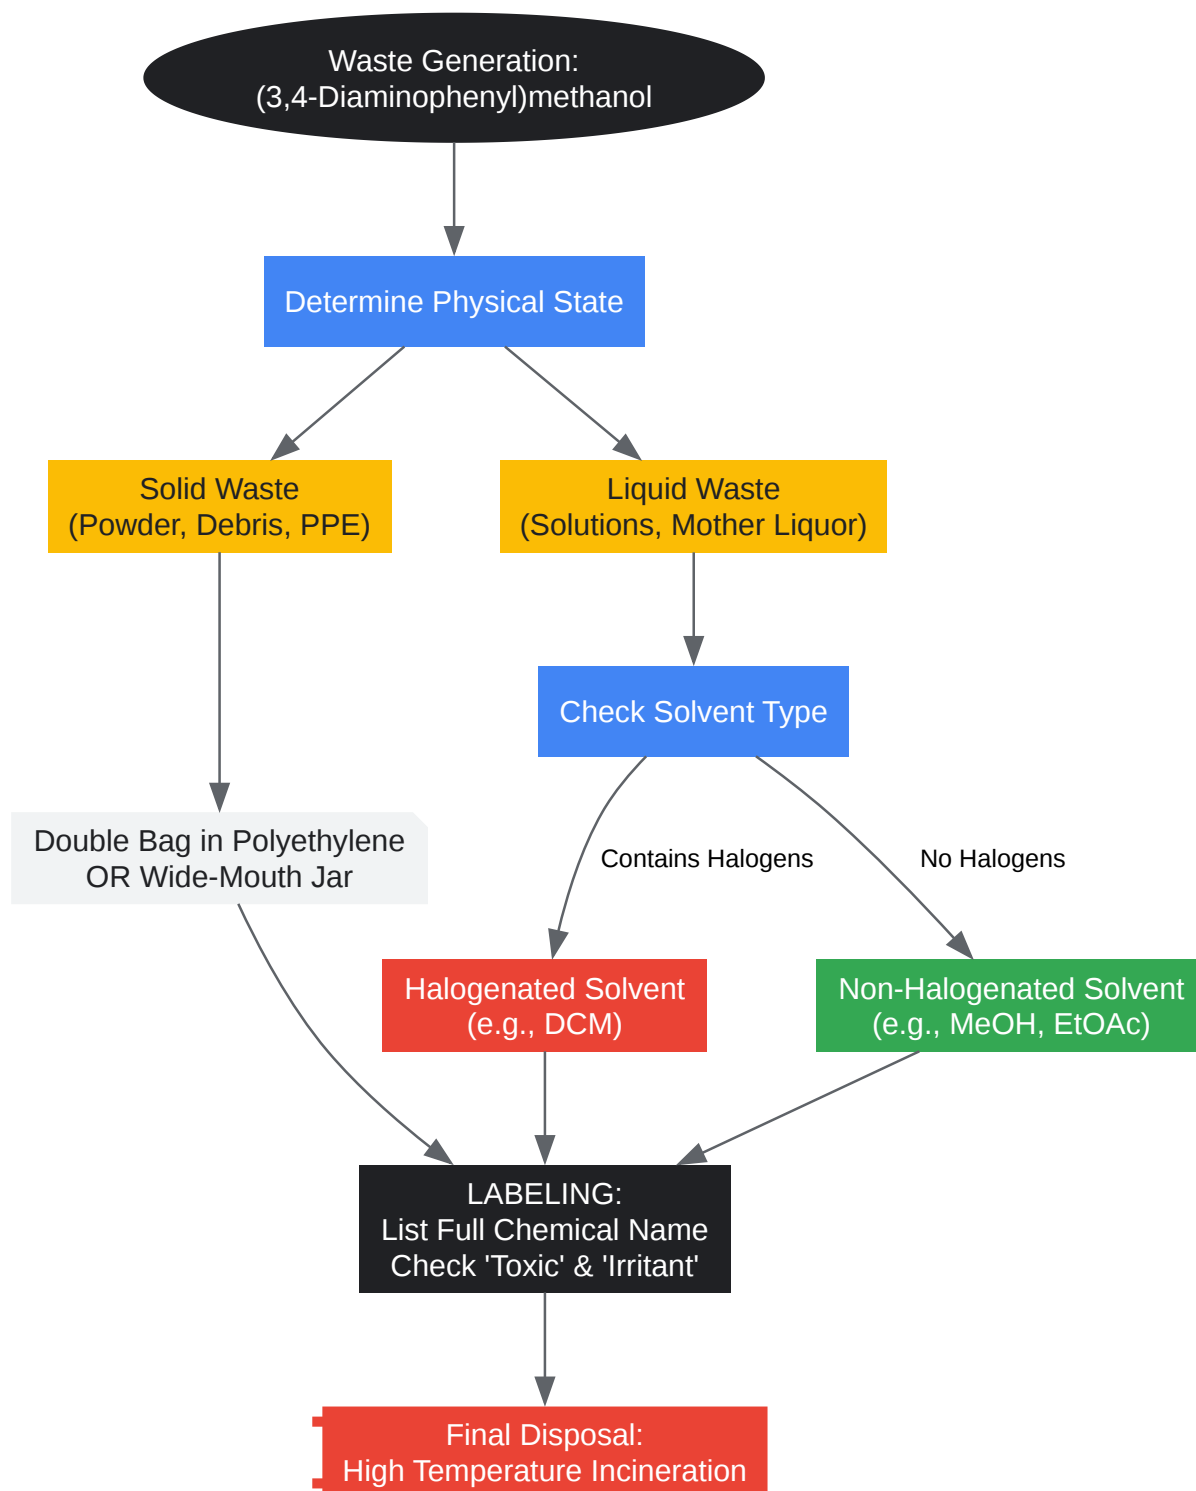 Waste Generation:
(3,4-Diaminophenyl)methanol
Determine Physical State
Solid Waste
(Powder, Debris, PPE)
Liquid Waste
(Solutions, Mother Liquor)
Check Solvent Type
Double Bag in Polyethylene
OR Wide-Mouth Jar
Contains Halogens
No Halogens
Halogenated Solvent
(e.g., DCM)
Non-Halogenated Solvent
(e.g., MeOH, EtOAc)
LABELING:
List Full Chemical Name
Check 'Toxic' & 'Irritant'
Final Disposal:
High Temperature Incineration